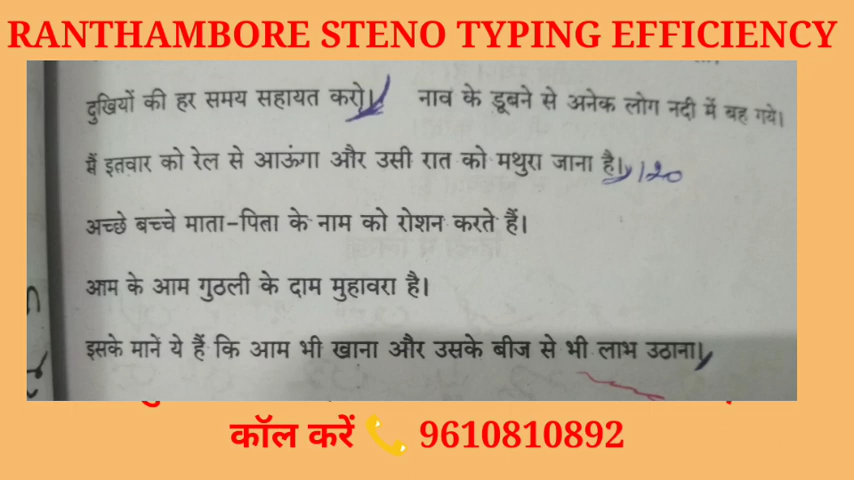 RANTHAMBORE STENO TYPING EFFICIENCY
दुखियों की हर समय सहायत करो। नाव के डूबने से अनेक लोग नदी में बह गये।
मैं इतवार को रेल से आऊंगा और उसी रात को मथुरा जाना है। 120
अच्छे बच्चे माता-पिता के नाम को रोशन करते हैं।
आम के आम गुठली के दाम मुहावरा है।
इसके मानें ये हैं कि आम भी खाना और उसके बीज से भी लाभ उठाना।
कॉल करें 📞 9610810892